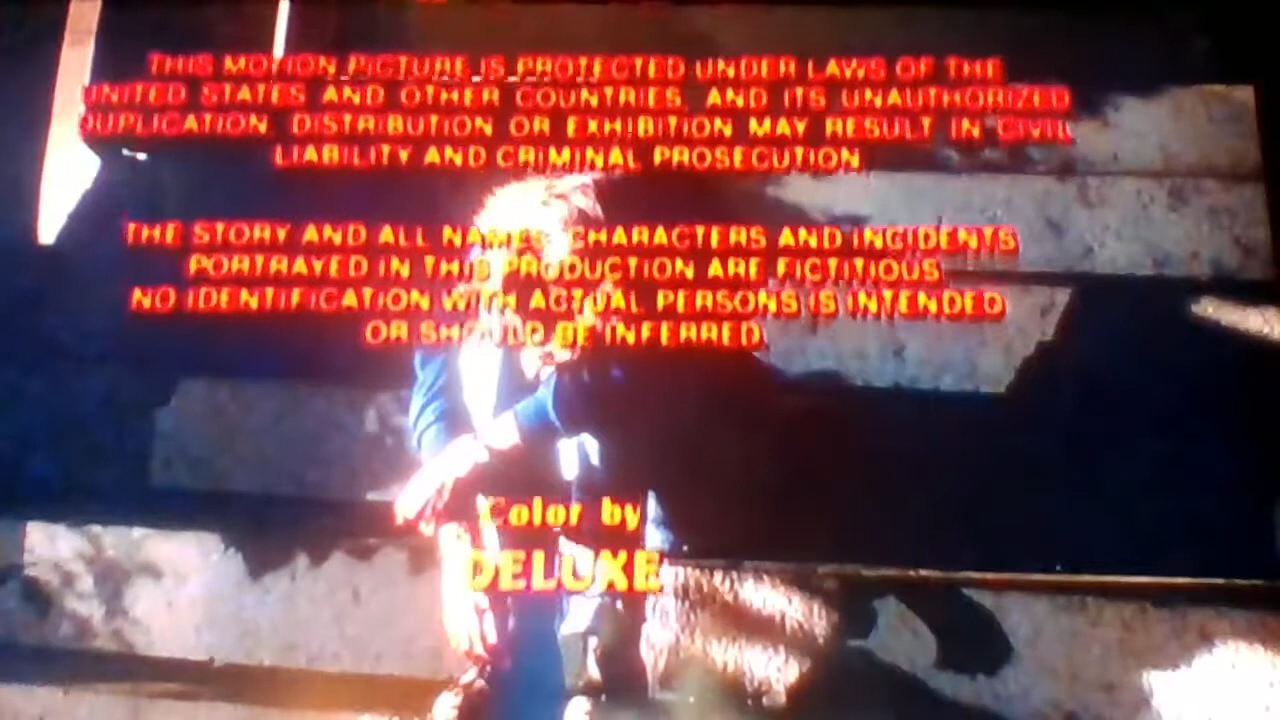 THIS MOTION PICTURE IS PROTECTED UNDER LAWS OF THE
UNITED STATES AND OTHER COUNTRIES, AND ITS UNAUTHORIZED
DUPLICATION, DISTRIBUTION OR EXHIBITION MAY RESULT IN CIVIL
LIABILITY AND CRIMINAL PROSECUTION.
THE STORY AND ALL NAMES, CHARACTERS AND INCIDENTS
PORTRAYED IN THIS PRODUCTION ARE FICTITIOUS
NO IDENTIFICATION WITH ACTUAL PERSONS IS INTENDED
OR SHOULD BE INFERRED.
Color by
DELUXE